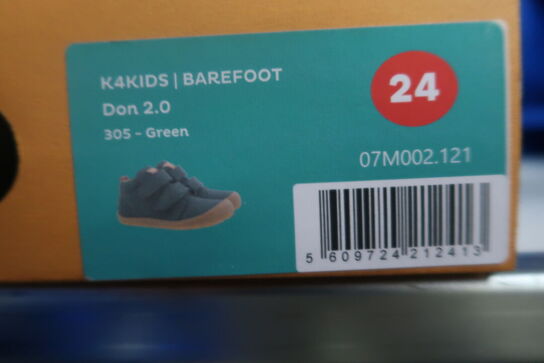 K4KIDS | BAREFOOT
Don 2.0
305 - Green
24
07M002.121
5 609724 212413